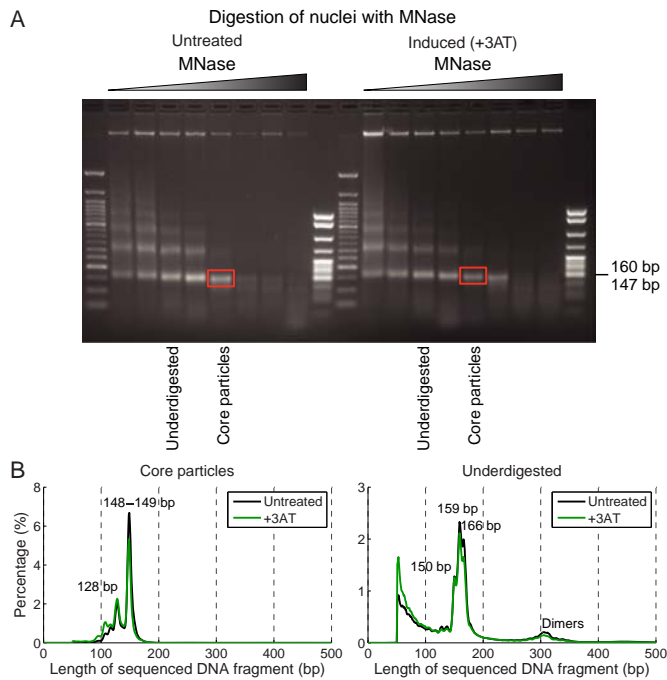 A
Digestion of nuclei with MNase
Untreated
MNase
Induced (+3AT)
MNase
160 bp
147 bp
Underdigested
Core particles
Underdigested
Core particles
B
Core particles
Percentage (%)
8
6
4
2
0
148–149 bp
128 bp
Untreated
+3AT
0 100 200 300 400 500
Length of sequenced DNA fragment (bp)
Underdigested
3
2
1
0
159 bp
166 bp
150 bp
Dimers
Untreated
+3AT
0 100 200 300 400 500
Length of sequenced DNA fragment (bp)